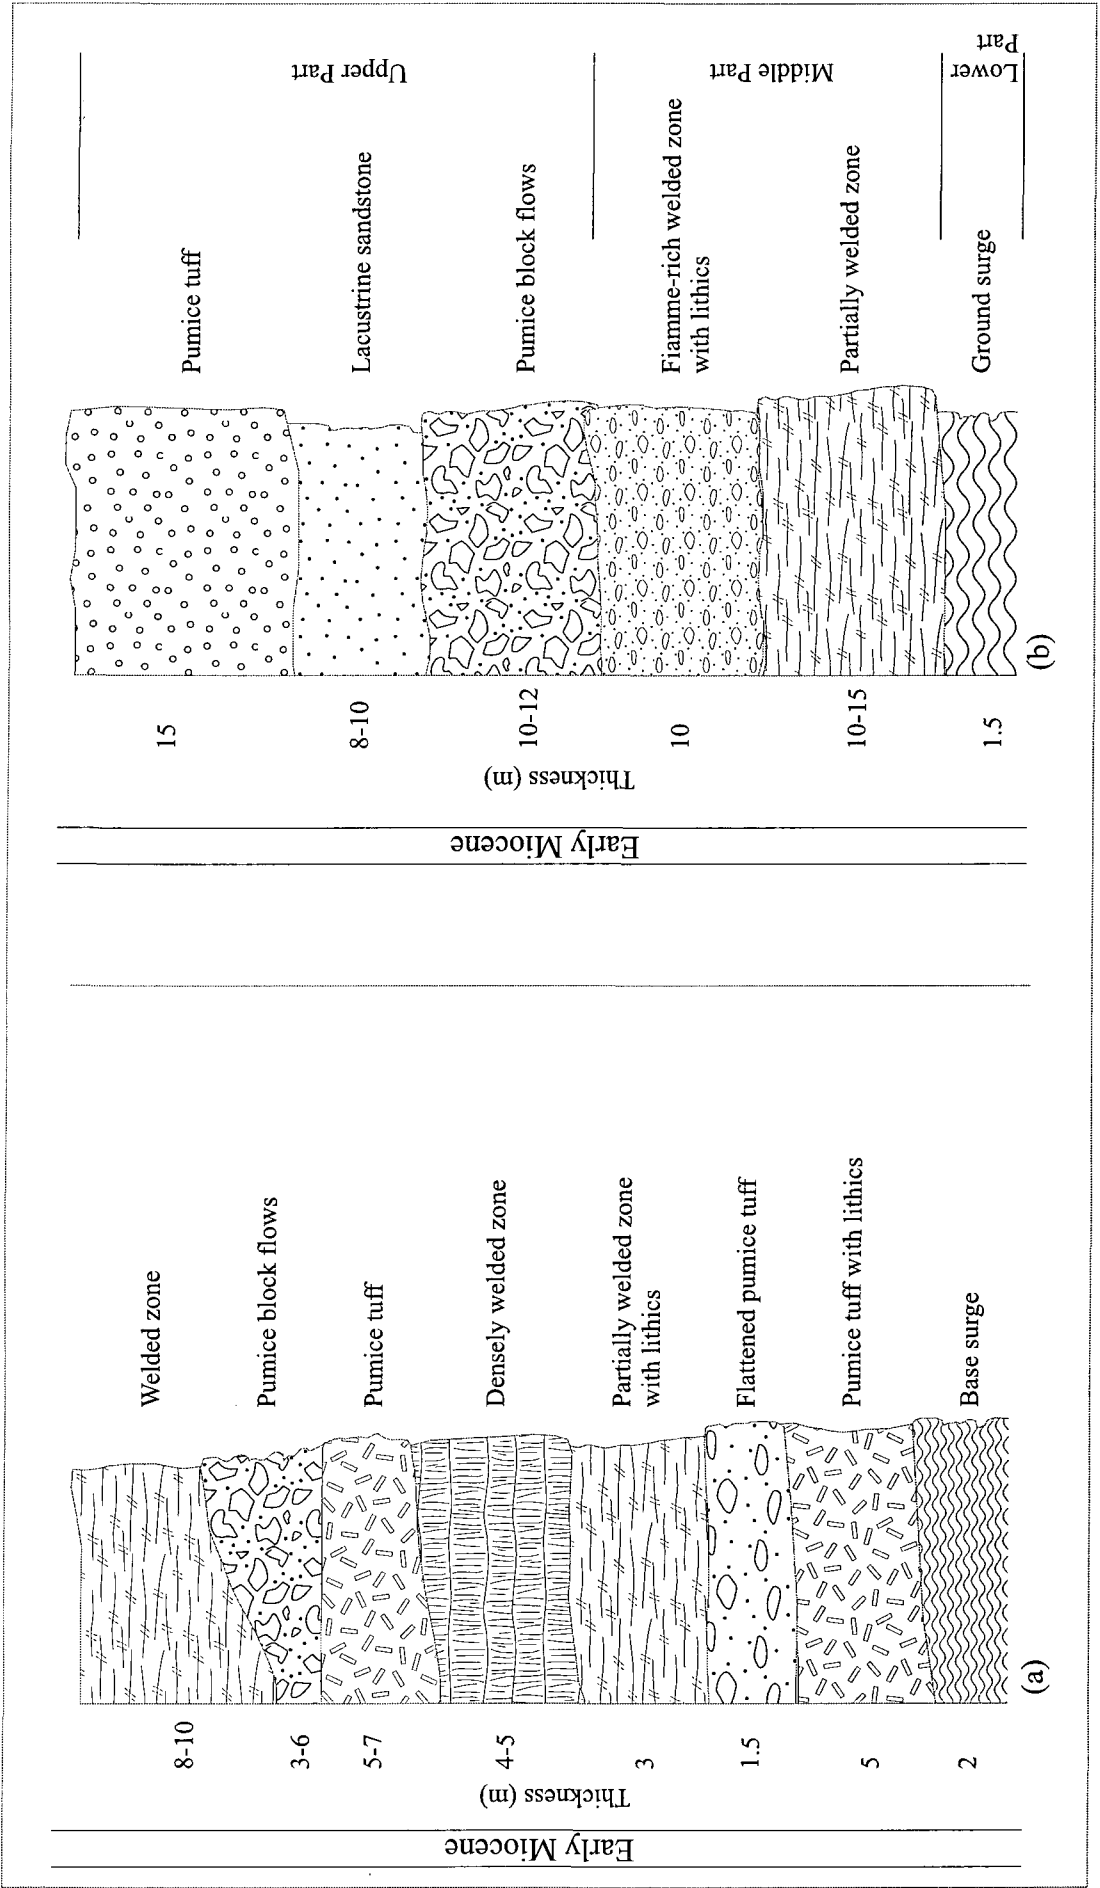 Early Miocene
Thickness (m)
8-10
Welded zone
3-6
Pumice block flows
5-7
Pumice tuff
4-5
Densely welded zone
3
Partially welded zone
with lithics
1.5
Flattened pumice tuff
5
Pumice tuff with lithics
2
Base surge
(a)
Early Miocene
Thickness (m)
15
Pumice tuff
8-10
Lacustrine sandstone
10-12
Pumice block flows
10
Fiamme-rich welded zone
with lithics
10-15
Partially welded zone
1.5
Ground surge
Upper Part
Middle Part
Lower
Part
(b)